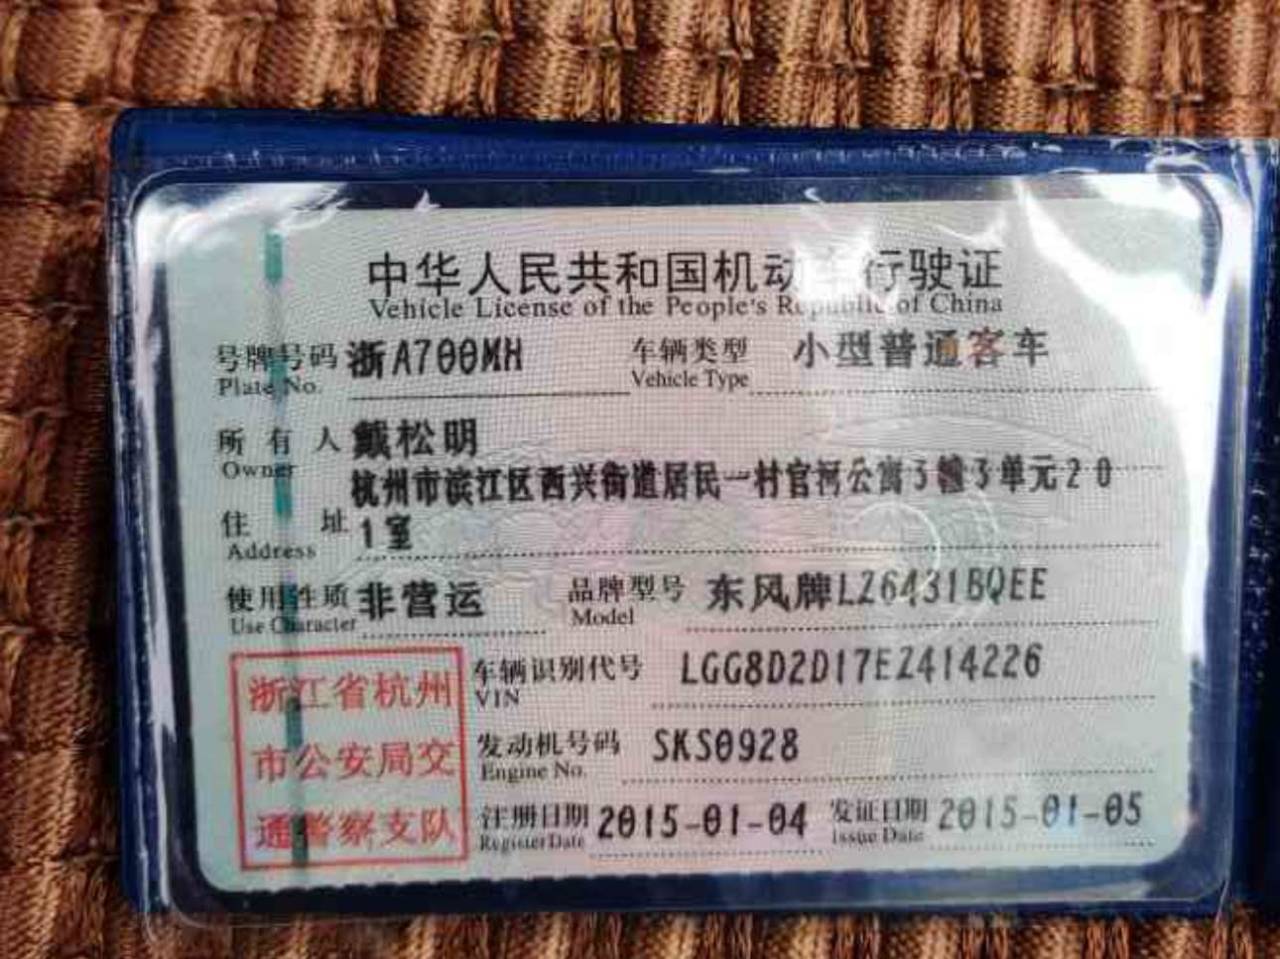 中华人民共和国机动车行驶证
Vehicle License of the People's Republic of China
号牌号码 浙A700MH 车辆类型 小型普通客车
Plate No. Vehicle Type
所有人 戴松明
Owner
杭州市滨江区西兴街道居民一村官河公寓3幢3单元20
住址 1室
Address
使用性质 非营运 品牌型号 东风牌LZ6431BQEE
Use Character Model
浙江省杭州
市公安局交
通警察支队
车辆识别代号 LGG8D2D17EZ414226
VIN
发动机号码 SKS0928
Engine No.
注册日期 2015-01-04 发证日期 2015-01-05
Register Date Issue Date